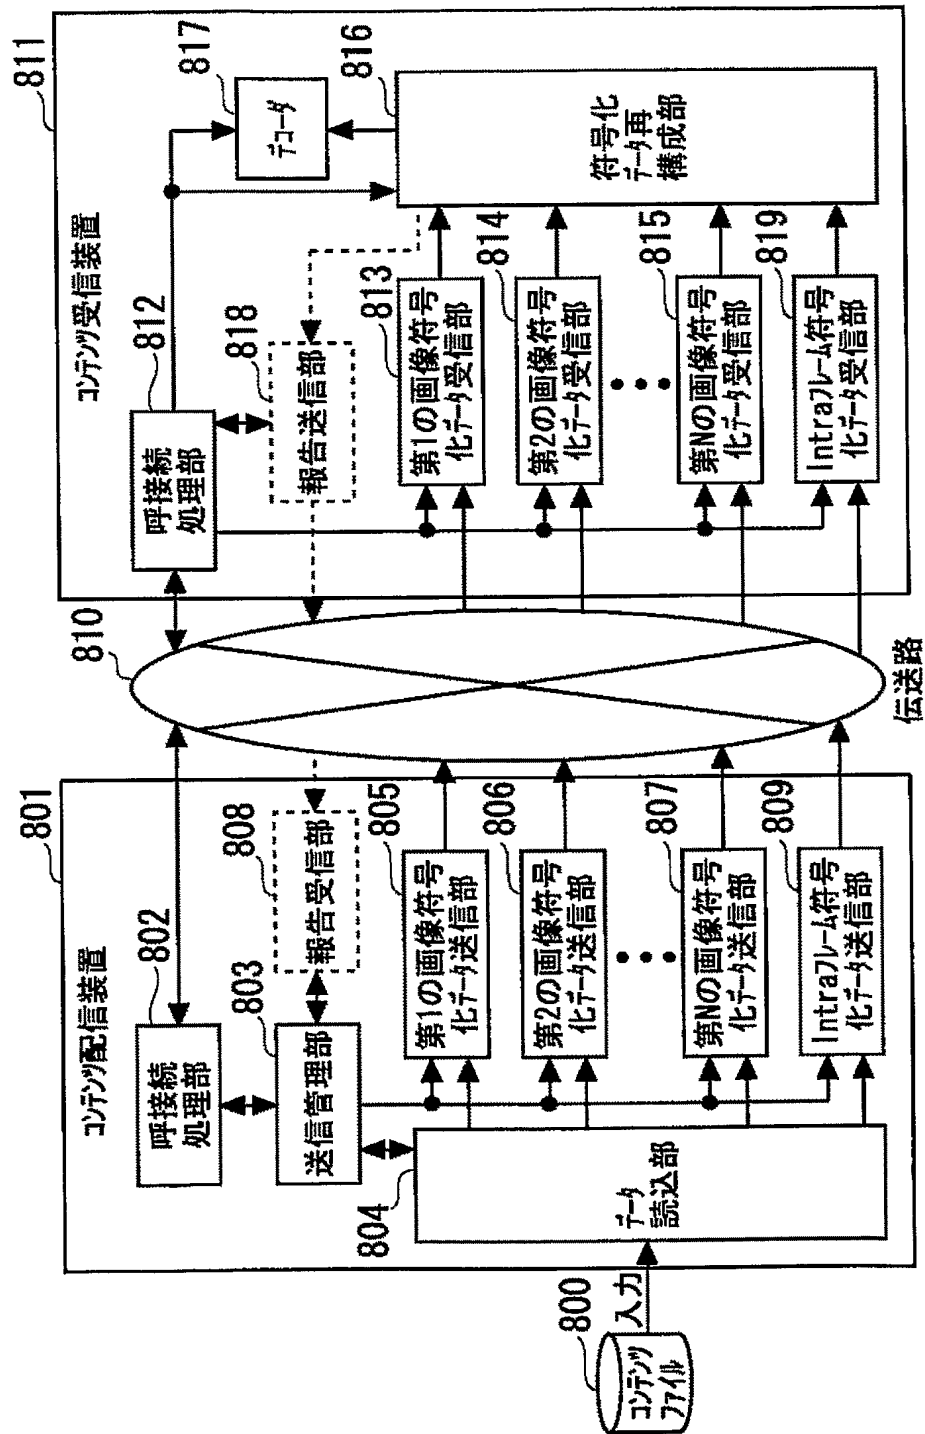 コンテンツ配信装置
801
802
呼接続
処理部
803
送信管理部
808
報告受信部
804
データ
読込部
800
コンテンツ
ファイル
入力
805
第1の画像符号
化データ送信部
806
第2の画像符号
化データ送信部
807
第Nの画像符号
化データ送信部
809
Intraフレーム符号
化データ送信部
810
伝送路
コンテンツ受信装置
811
812
呼接続
処理部
818
報告送信部
813
第1の画像符号
化データ受信部
814
第2の画像符号
化データ受信部
815
第Nの画像符号
化データ受信部
819
Intraフレーム符号
化データ受信部
816
符号化
データ再
構成部
817
デコーダ